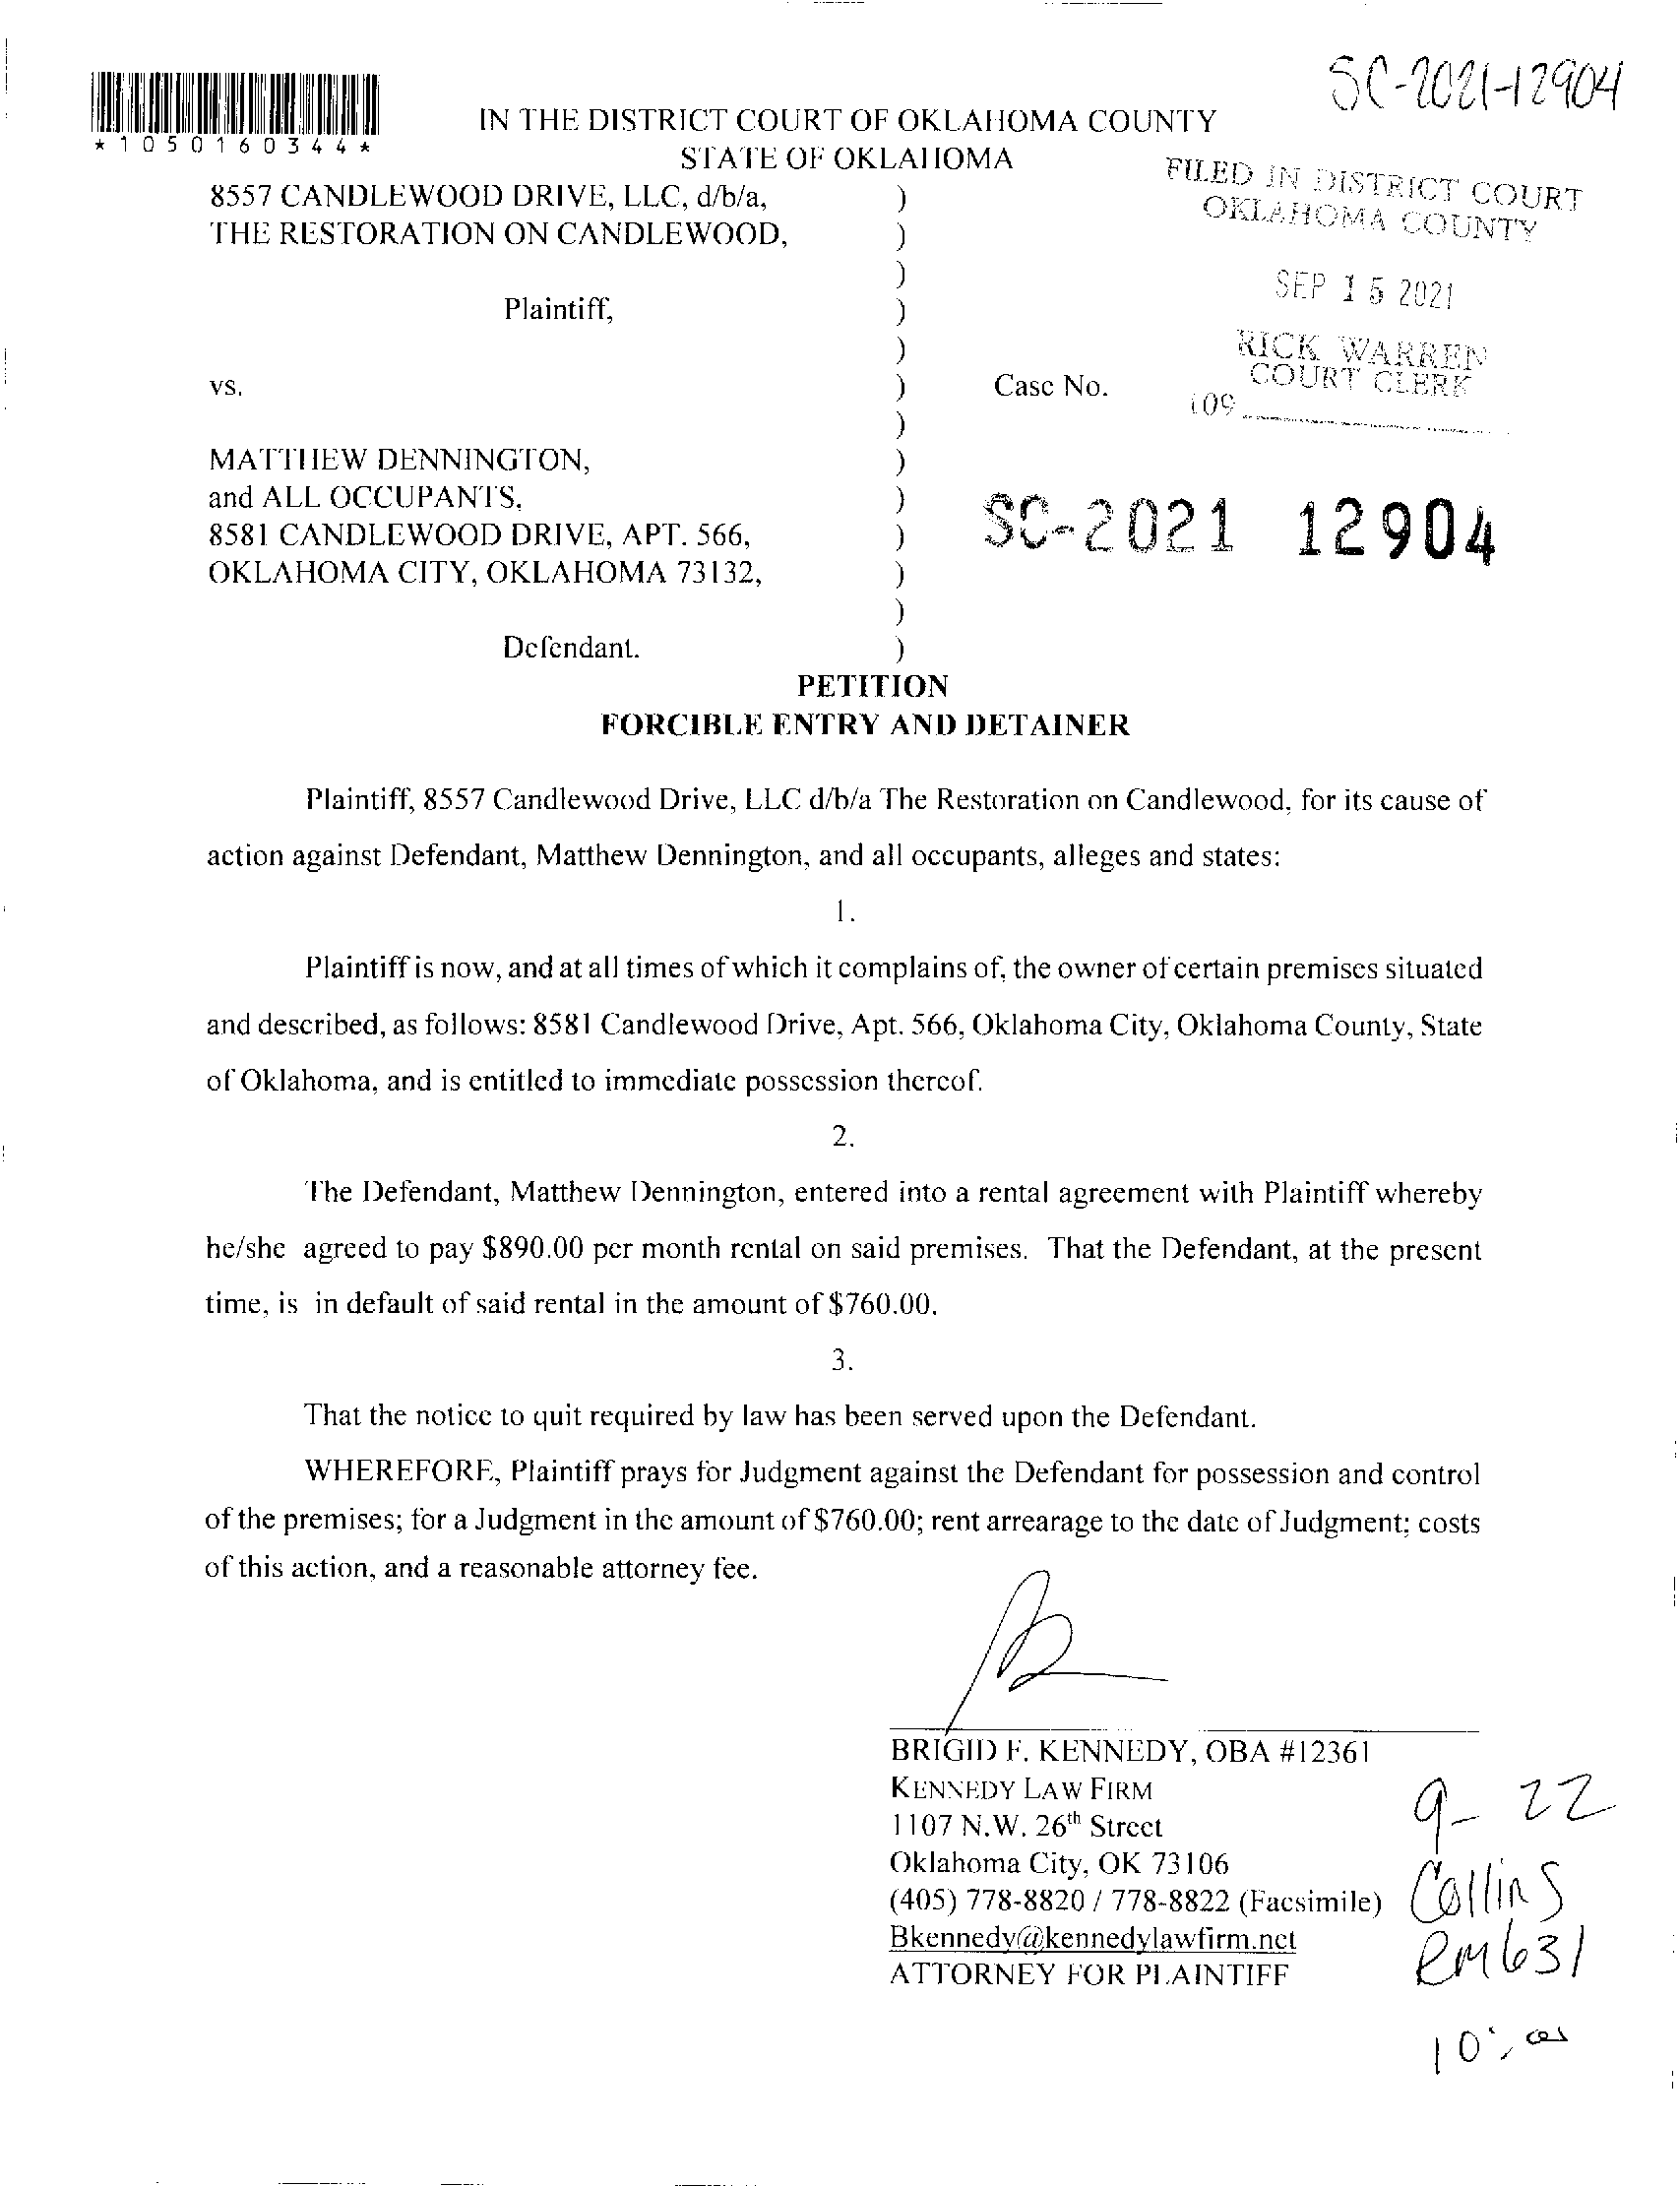 SC-2021-12904
*1050160344*
IN THE DISTRICT COURT OF OKLAHOMA COUNTY
STATE OF OKLAHOMA
FILED IN DISTRICT COURT
OKLAHOMA COUNTY
SEP 15 2021
RICK WARREN
COURT CLERK
109
8557 CANDLEWOOD DRIVE, LLC, d/b/a, )
THE RESTORATION ON CANDLEWOOD, )
)
Plaintiff, )
)
vs. ) Case No.
)
MATTHEW DENNINGTON, )
and ALL OCCUPANTS, )
8581 CANDLEWOOD DRIVE, APT. 566, ) SC-2021 12904
OKLAHOMA CITY, OKLAHOMA 73132, )
)
Defendant. )
PETITION
FORCIBLE ENTRY AND DETAINER
Plaintiff, 8557 Candlewood Drive, LLC d/b/a The Restoration on Candlewood, for its cause of
action against Defendant, Matthew Dennington, and all occupants, alleges and states:
1.
Plaintiff is now, and at all times of which it complains of, the owner of certain premises situated
and described, as follows: 8581 Candlewood Drive, Apt. 566, Oklahoma City, Oklahoma County, State
of Oklahoma, and is entitled to immediate possession thereof.
2.
The Defendant, Matthew Dennington, entered into a rental agreement with Plaintiff whereby
he/she agreed to pay $890.00 per month rental on said premises. That the Defendant, at the present
time, is in default of said rental in the amount of $760.00.
3.
That the notice to quit required by law has been served upon the Defendant.
WHEREFORE, Plaintiff prays for Judgment against the Defendant for possession and control
of the premises; for a Judgment in the amount of $760.00; rent arrearage to the date of Judgment; costs
of this action, and a reasonable attorney fee.
BRIGID F. KENNEDY, OBA #12361
KENNEDY LAW FIRM
1107 N.W. 26th Street
Oklahoma City, OK 73106
(405) 778-8820 / 778-8822 (Facsimile)
Bkennedy@kennedylawfirm.net
ATTORNEY FOR PLAINTIFF
9-22
Collins
RM631
10:00